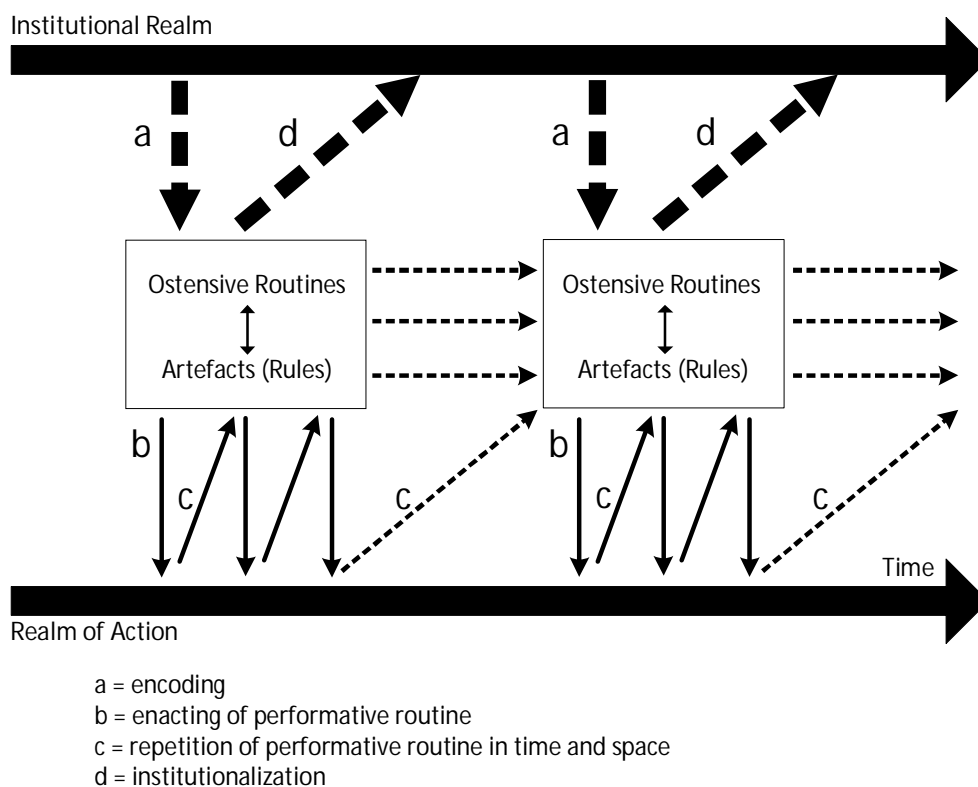 Institutional Realm
a
d
a
d
Ostensive Routines
Artefacts (Rules)
Ostensive Routines
Artefacts (Rules)
b
c
c
b
c
c
Time
Realm of Action
a = encoding
b = enacting of performative routine
c = repetition of performative routine in time and space
d = institutionalization